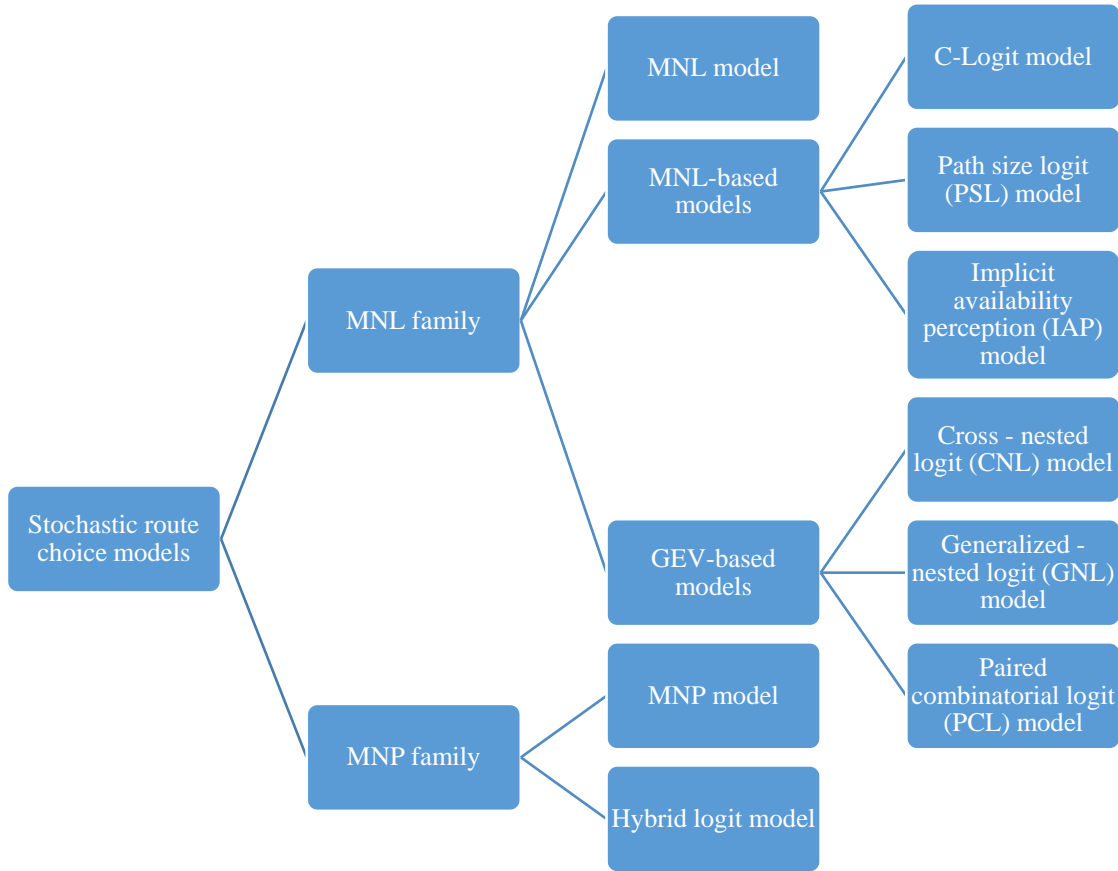 Stochastic route
choice models
MNL family
MNP family
MNL model
MNL-based
models
GEV-based
models
MNP model
Hybrid logit model
C-Logit model
Path size logit
(PSL) model
Implicit
availability
perception (IAP)
model
Cross - nested
logit (CNL) model
Generalized -
nested logit (GNL)
model
Paired
combinatorial logit
(PCL) model